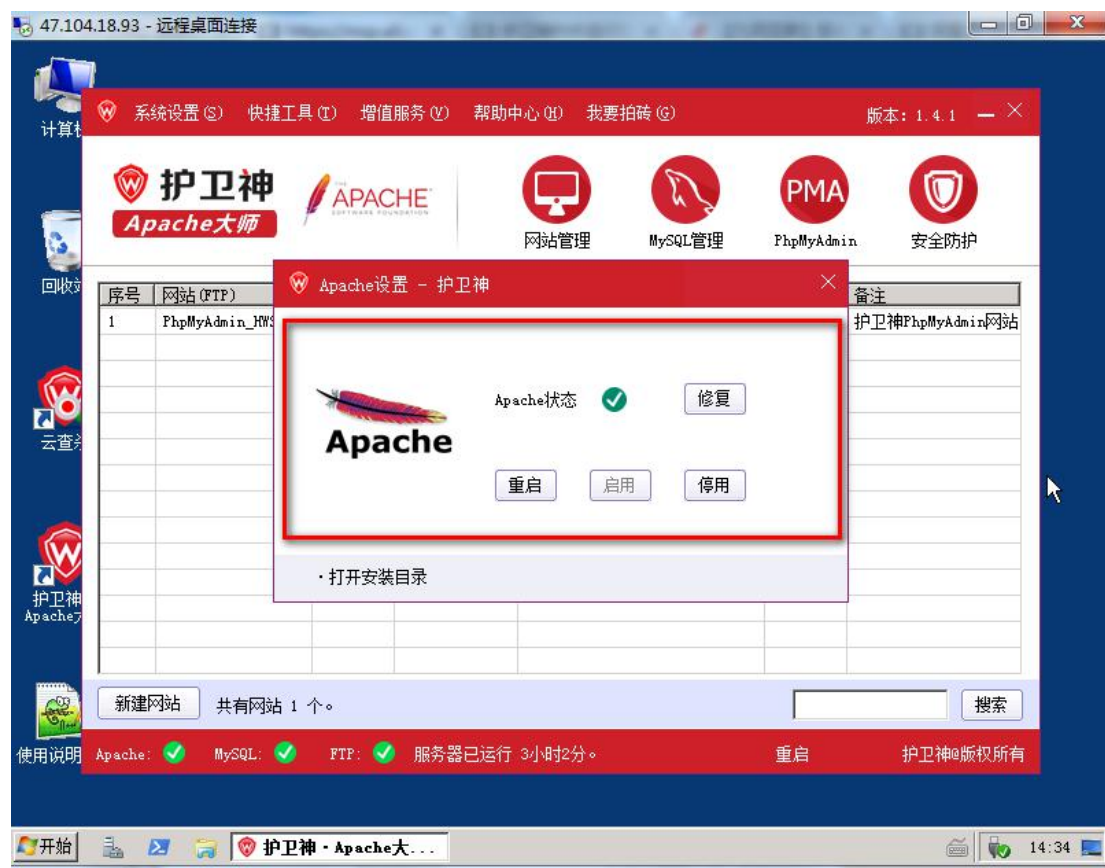 47.104.18.93 - 远程桌面连接
系统设置(S) 快捷工具(T) 增值服务(V) 帮助中心(H) 我要拍砖(G) 版本: 1.4.1
计算机
护卫神
Apache大师
THE
APACHE
SOFTWARE FOUNDATION
PMA
网站管理 MySQL管理 PhpMyAdmin 安全防护
回收站
Apache设置 - 护卫神
序号 网站(FTP) 备注
1 PhpMyAdmin_HWS 护卫神PhpMyAdmin网站
Apache状态 修复
Apache
重启 启用 停用
云查杀
·打开安装目录
护卫神
Apache大
新建网站 共有网站 1 个。 搜索
使用说明
Apache: MySQL: FTP: 服务器已运行 3小时2分。 重启 护卫神@版权所有
开始 护卫神·Apache大... 14:34